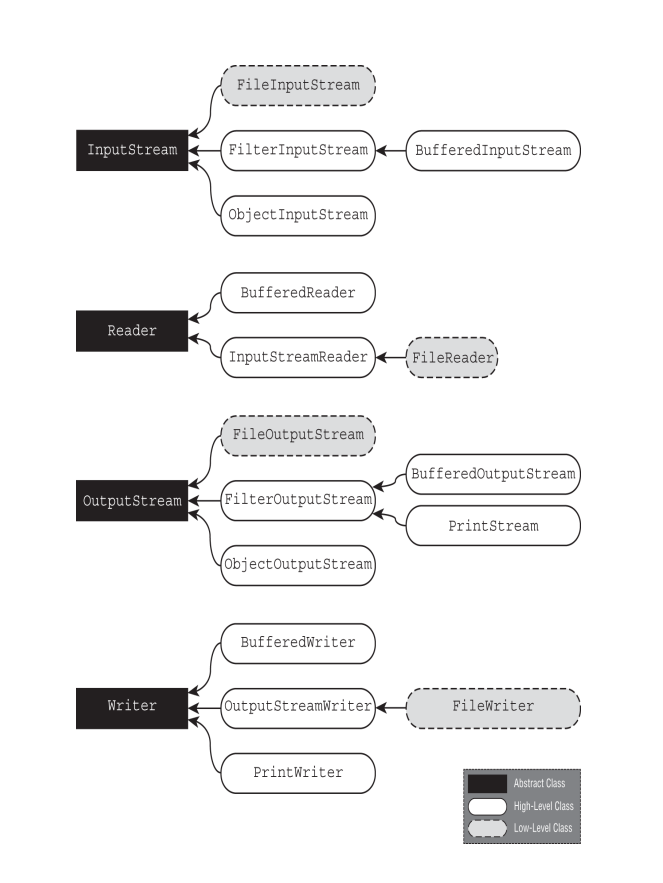 FileInputStream
InputStream
FilterInputStream
BufferedInputStream
ObjectInputStream
BufferedReader
Reader
InputStreamReader
FileReader
FileOutputStream
BufferedOutputStream
OutputStream
FilterOutputStream
PrintStream
ObjectOutputStream
BufferedWriter
Writer
OutputStreamWriter
FileWriter
PrintWriter
Abstract Class
High-Level Class
Low-Level Class